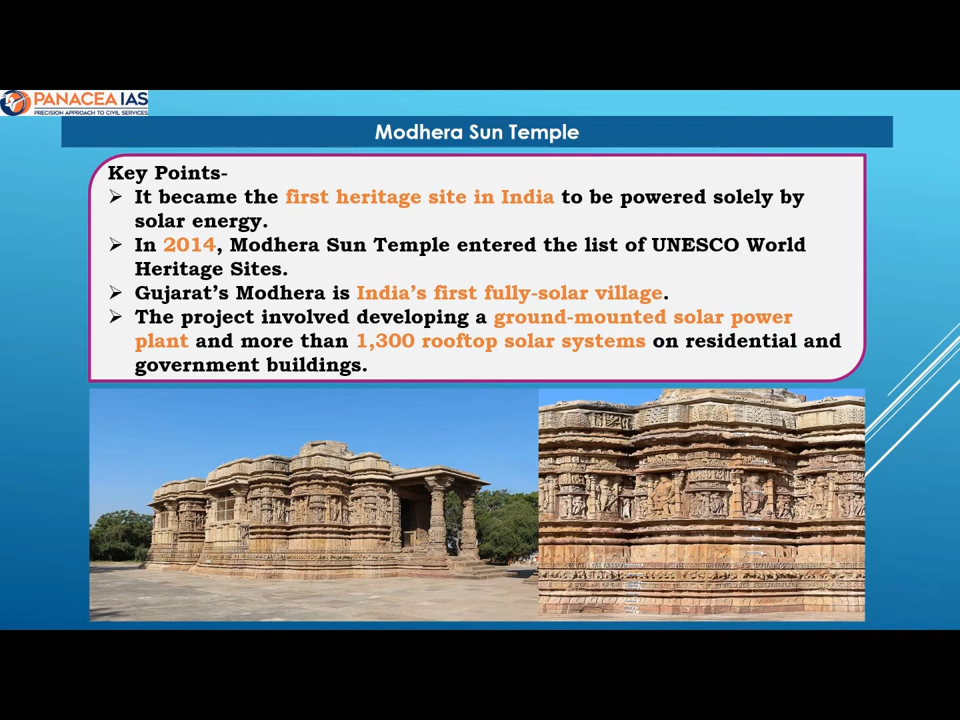 PANACEA IAS
PRECISION APPROACH TO CIVIL SERVICES
Modhera Sun Temple
Key Points-
➢ It became the first heritage site in India to be powered solely by
solar energy.
➢ In 2014, Modhera Sun Temple entered the list of UNESCO World
Heritage Sites.
➢ Gujarat's Modhera is India's first fully-solar village.
➢ The project involved developing a ground-mounted solar power
plant and more than 1,300 rooftop solar systems on residential and
government buildings.